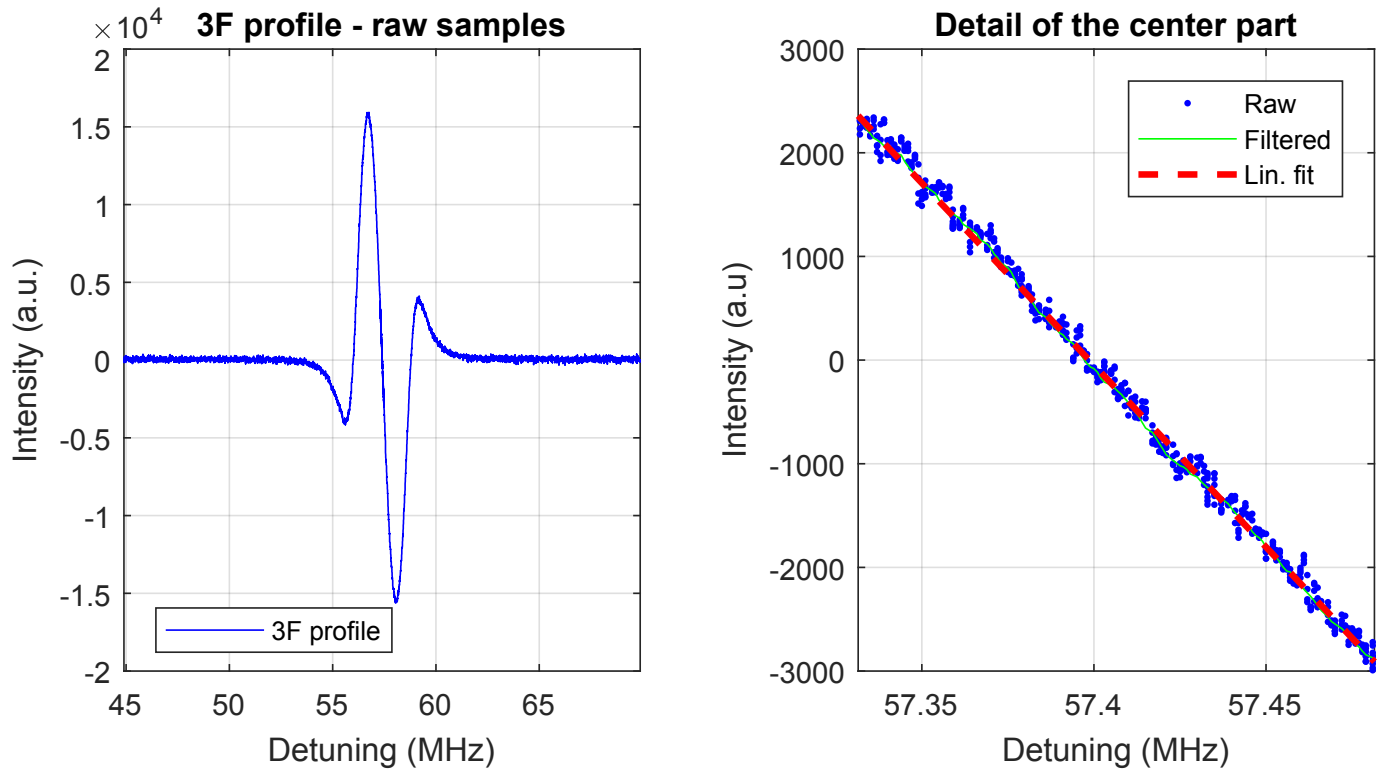 ×10⁴
3F profile - raw samples
2
1.5
1
0.5
0
-0.5
-1
-1.5
-2
Intensity (a.u.)
3F profile
45 50 55 60 65
Detuning (MHz)
Detail of the center part
3000
2000
1000
0
-1000
-2000
-3000
Intensity (a.u)
Raw
Filtered
Lin. fit
57.35 57.4 57.45
Detuning (MHz)